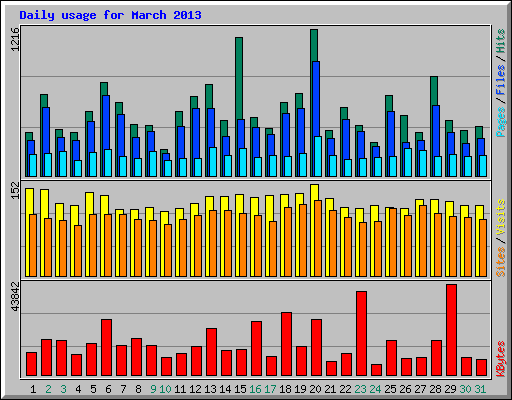 Daily usage for March 2013
1216
Pages / Files / Hits
152
Sites / Visits
43842
KBytes
1 2 3 4 5 6 7 8 9 10 11 12 13 14 15 16 17 18 19 20 21 22 23 24 25 26 27 28 29 30 31